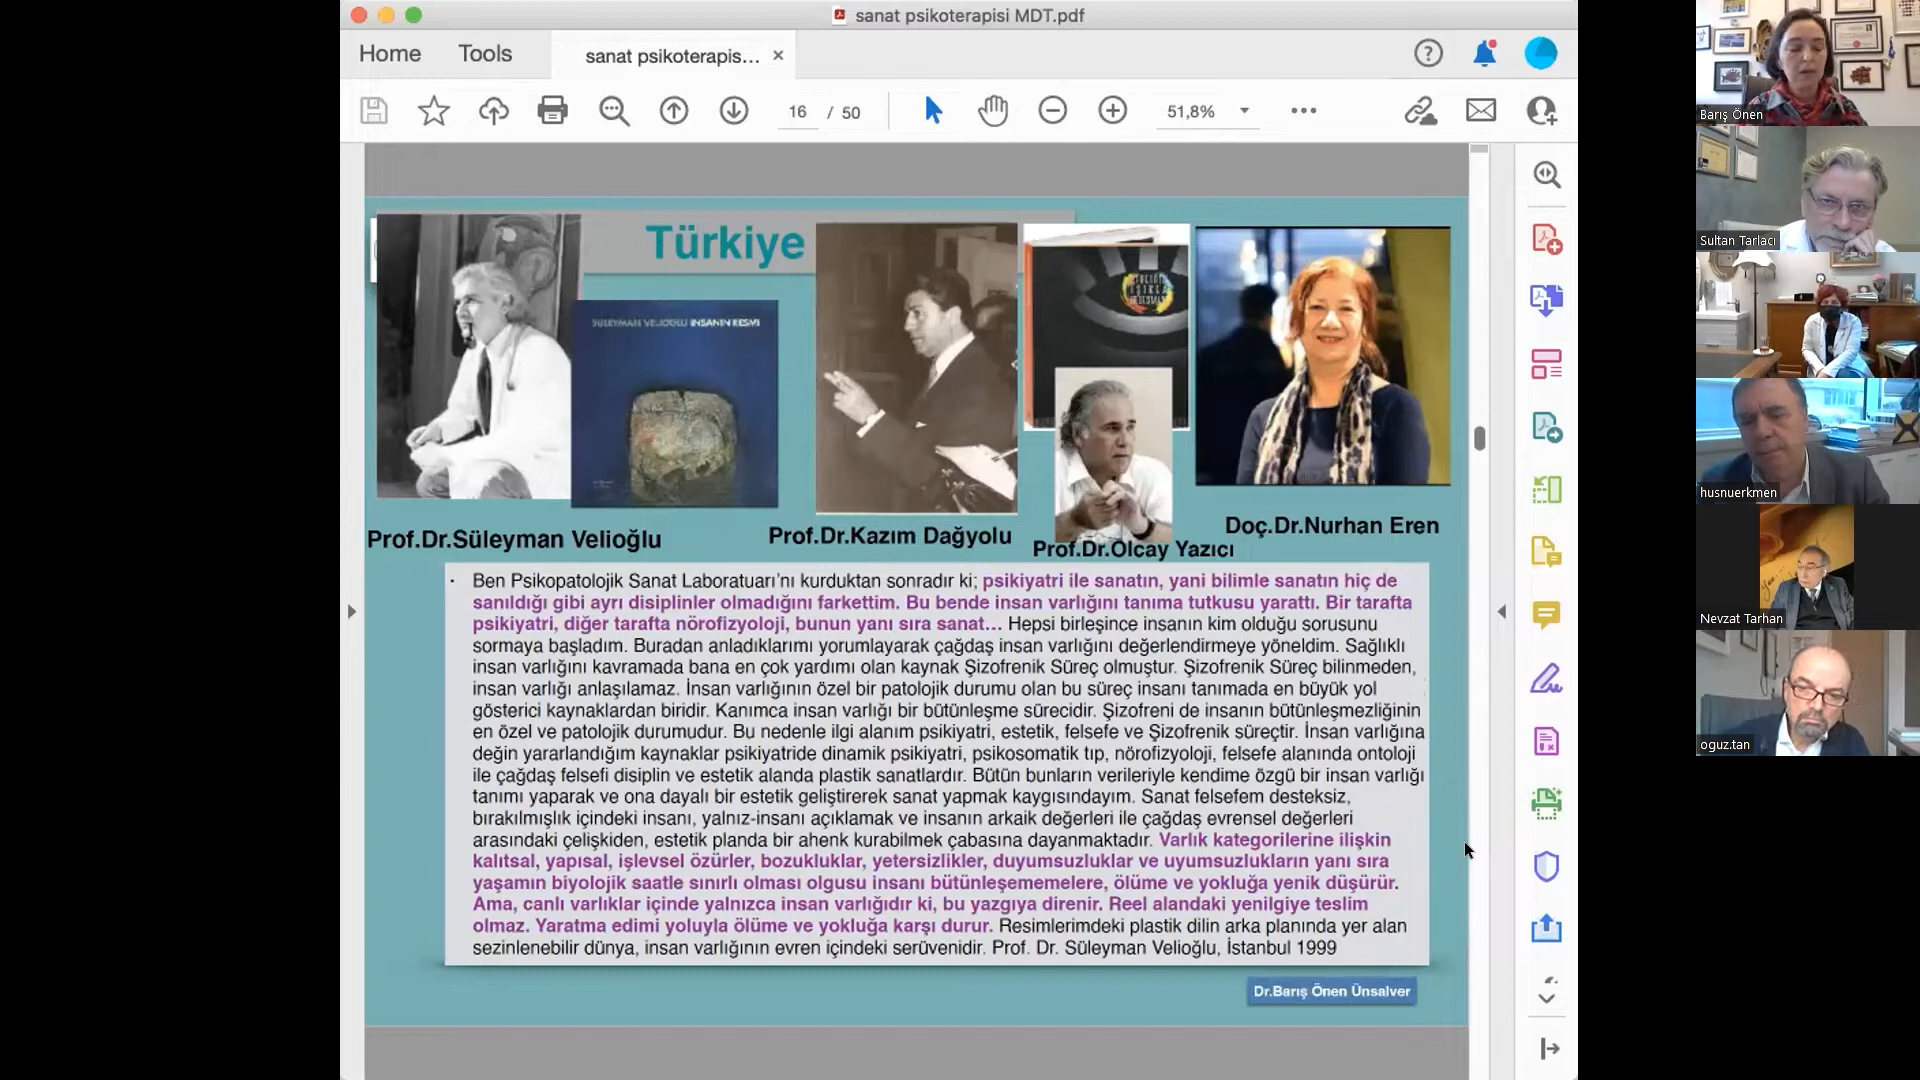 sanat psikoterapisi MDT.pdf
Home
Tools
sanat psikoterapis...
16 / 50
51,8%
Türkiye
SÜLEYMAN VELİOĞLU İNSANIN RESMİ
Prof.Dr.Süleyman Velioğlu
Prof.Dr.Kazım Dağyolu
Prof.Dr.Olcay Yazıcı
Doç.Dr.Nurhan Eren
· Ben Psikopatolojik Sanat Laboratuarı'nı kurduktan sonradır ki; psikiyatri ile sanatın, yani bilimle sanatın hiç de
sanıldığı gibi ayrı disiplinler olmadığını farkettim. Bu bende insan varlığını tanıma tutkusu yarattı. Bir tarafta
psikiyatri, diğer tarafta nörofizyoloji, bunun yanı sıra sanat… Hepsi birleşince insanın kim olduğu sorusunu
sormaya başladım. Buradan anladıklarımı yorumlayarak çağdaş insan varlığını değerlendirmeye yöneldim. Sağlıklı
insan varlığını kavramada bana en çok yardımı olan kaynak Şizofrenik Süreç olmuştur. Şizofrenik Süreç bilinmeden,
insan varlığı anlaşılamaz. İnsan varlığının özel bir patolojik durumu olan bu süreç insanı tanımada en büyük yol
gösterici kaynaklardan biridir. Kanımca insan varlığı bir bütünleşme sürecidir. Şizofreni de insanın bütünleşmezliğinin
en özel ve patolojik durumudur. Bu nedenle ilgi alanım psikiyatri, estetik, felsefe ve Şizofrenik süreçtir. İnsan varlığına
değin yararlandığım kaynaklar psikiyatride dinamik psikiyatri, psikosomatik tıp, nörofizyoloji, felsefe alanında ontoloji
ile çağdaş felsefi disiplin ve estetik alanda plastik sanatlardır. Bütün bunların verileriyle kendime özgü bir insan varlığı
tanımı yaparak ve ona dayalı bir estetik geliştirerek sanat yapmak kaygısındayım. Sanat felsefem desteksiz,
bırakılmışlık içindeki insanı, yalnız-insanı açıklamak ve insanın arkaik değerleri ile çağdaş evrensel değerleri
arasındaki çelişkiden, estetik planda bir ahenk kurabilmek çabasına dayanmaktadır. Varlık kategorilerine ilişkin
kalıtsal, yapısal, işlevsel özürler, bozukluklar, yetersizlikler, duyumsuzluklar ve uyumsuzlukların yanı sıra
yaşamın biyolojik saatle sınırlı olması olgusu insanı bütünleşememelere, ölüme ve yokluğa yenik düşürür.
Ama, canlı varlıklar içinde yalnızca insan varlığıdır ki, bu yazgıya direnir. Reel alandaki yenilgiye teslim
olmaz. Yaratma edimi yoluyla ölüme ve yokluğa karşı durur. Resimlerimdeki plastik dilin arka planında yer alan
sezinlenebilir dünya, insan varlığının evren içindeki serüvenidir. Prof. Dr. Süleyman Velioğlu, İstanbul 1999
Dr.Barış Önen Ünsalver
Barış Önen
Sultan Tarlacı
husnuerkmen
Nevzat Tarhan
oguz.tan